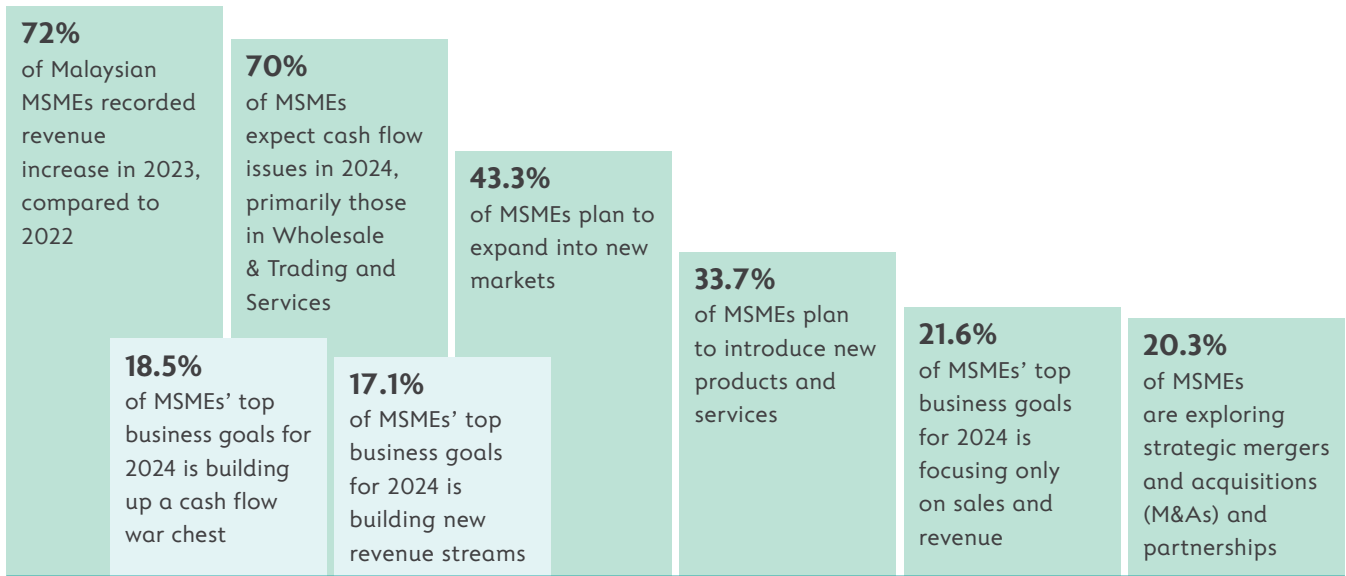 72%
of Malaysian
MSMEs recorded
revenue
increase in 2023,
compared to
2022
70%
of MSMEs
expect cash flow
issues in 2024,
primarily those
in Wholesale
& Trading and
Services
43.3%
of MSMEs plan to
expand into new
markets
33.7%
of MSMEs plan
to introduce new
products and
services
21.6%
of MSMEs’ top
business goals
for 2024 is
focusing only
on sales and
revenue
20.3%
of MSMEs
are exploring
strategic mergers
and acquisitions
(M&As) and
partnerships
18.5%
of MSMEs’ top
business goals for
2024 is building
up a cash flow
war chest
17.1%
of MSMEs’ top
business goals
for 2024 is
building new
revenue streams